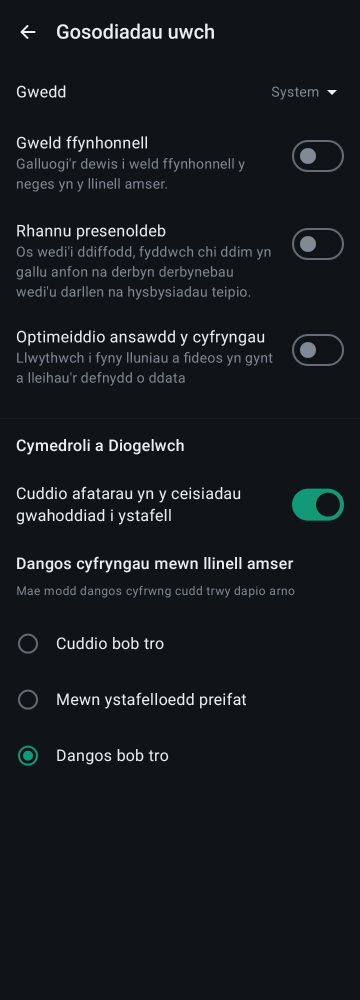 Gosodiadau uwch
Gwedd
System
Gweld ffynhonnell
Galluogi'r dewis i weld ffynhonnell y
neges yn y llinell amser.
Rhannu presenoldeb
Os wedi'i ddiffodd, fyddwch chi ddim yn
gallu anfon na derbyn derbynebau
wedi'u darllen na hysbysiadau teipio.
Optimeiddio ansawdd y cyfryngau
Llwythwch i fyny lluniau a fideos yn gynt
a lleihau'r defnydd o ddata
Cymedroli a Diogelwch
Cuddio afatarau yn y ceisiadau
gwahoddiad i ystafell
Dangos cyfryngau mewn llinell amser
Mae modd dangos cyfrwng cudd trwy dapio arno
Cuddio bob tro
Mewn ystafelloedd preifat
Dangos bob tro